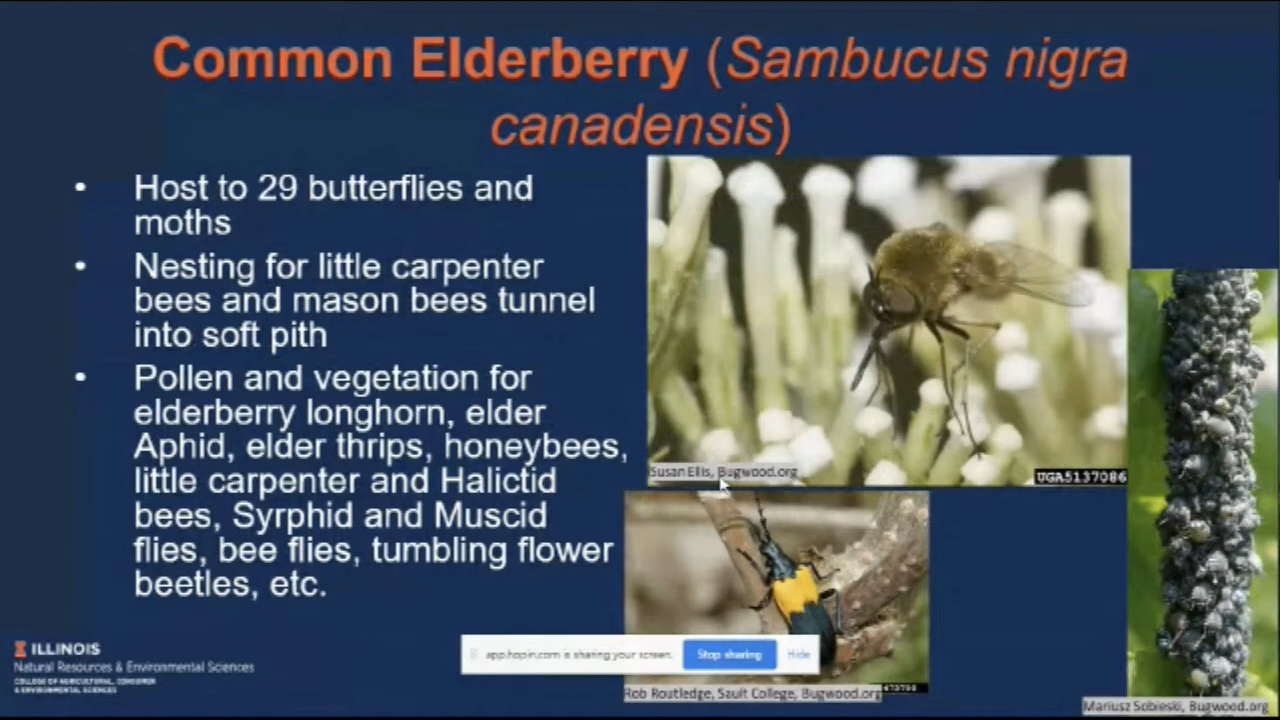 Common Elderberry (Sambucus nigra
canadensis)
• Host to 29 butterflies and
moths
• Nesting for little carpenter
bees and mason bees tunnel
into soft pith
• Pollen and vegetation for
elderberry longhorn, elder
Aphid, elder thrips, honeybees,
little carpenter and Halictid
bees, Syrphid and Muscid
flies, bee flies, tumbling flower
beetles, etc.
Susan Ellis, Bugwood.org
UGA5137086
app.hopin.com is sharing your screen.
Stop sharing
Hide
Rob Routledge, Sault College, Bugwood.org
Mariusz Sobieski, Bugwood.org
I ILLINOIS
Natural Resources & Environmental Sciences
COLLEGE OF AGRICULTURAL, CONSUMER
& ENVIRONMENTAL SCIENCES